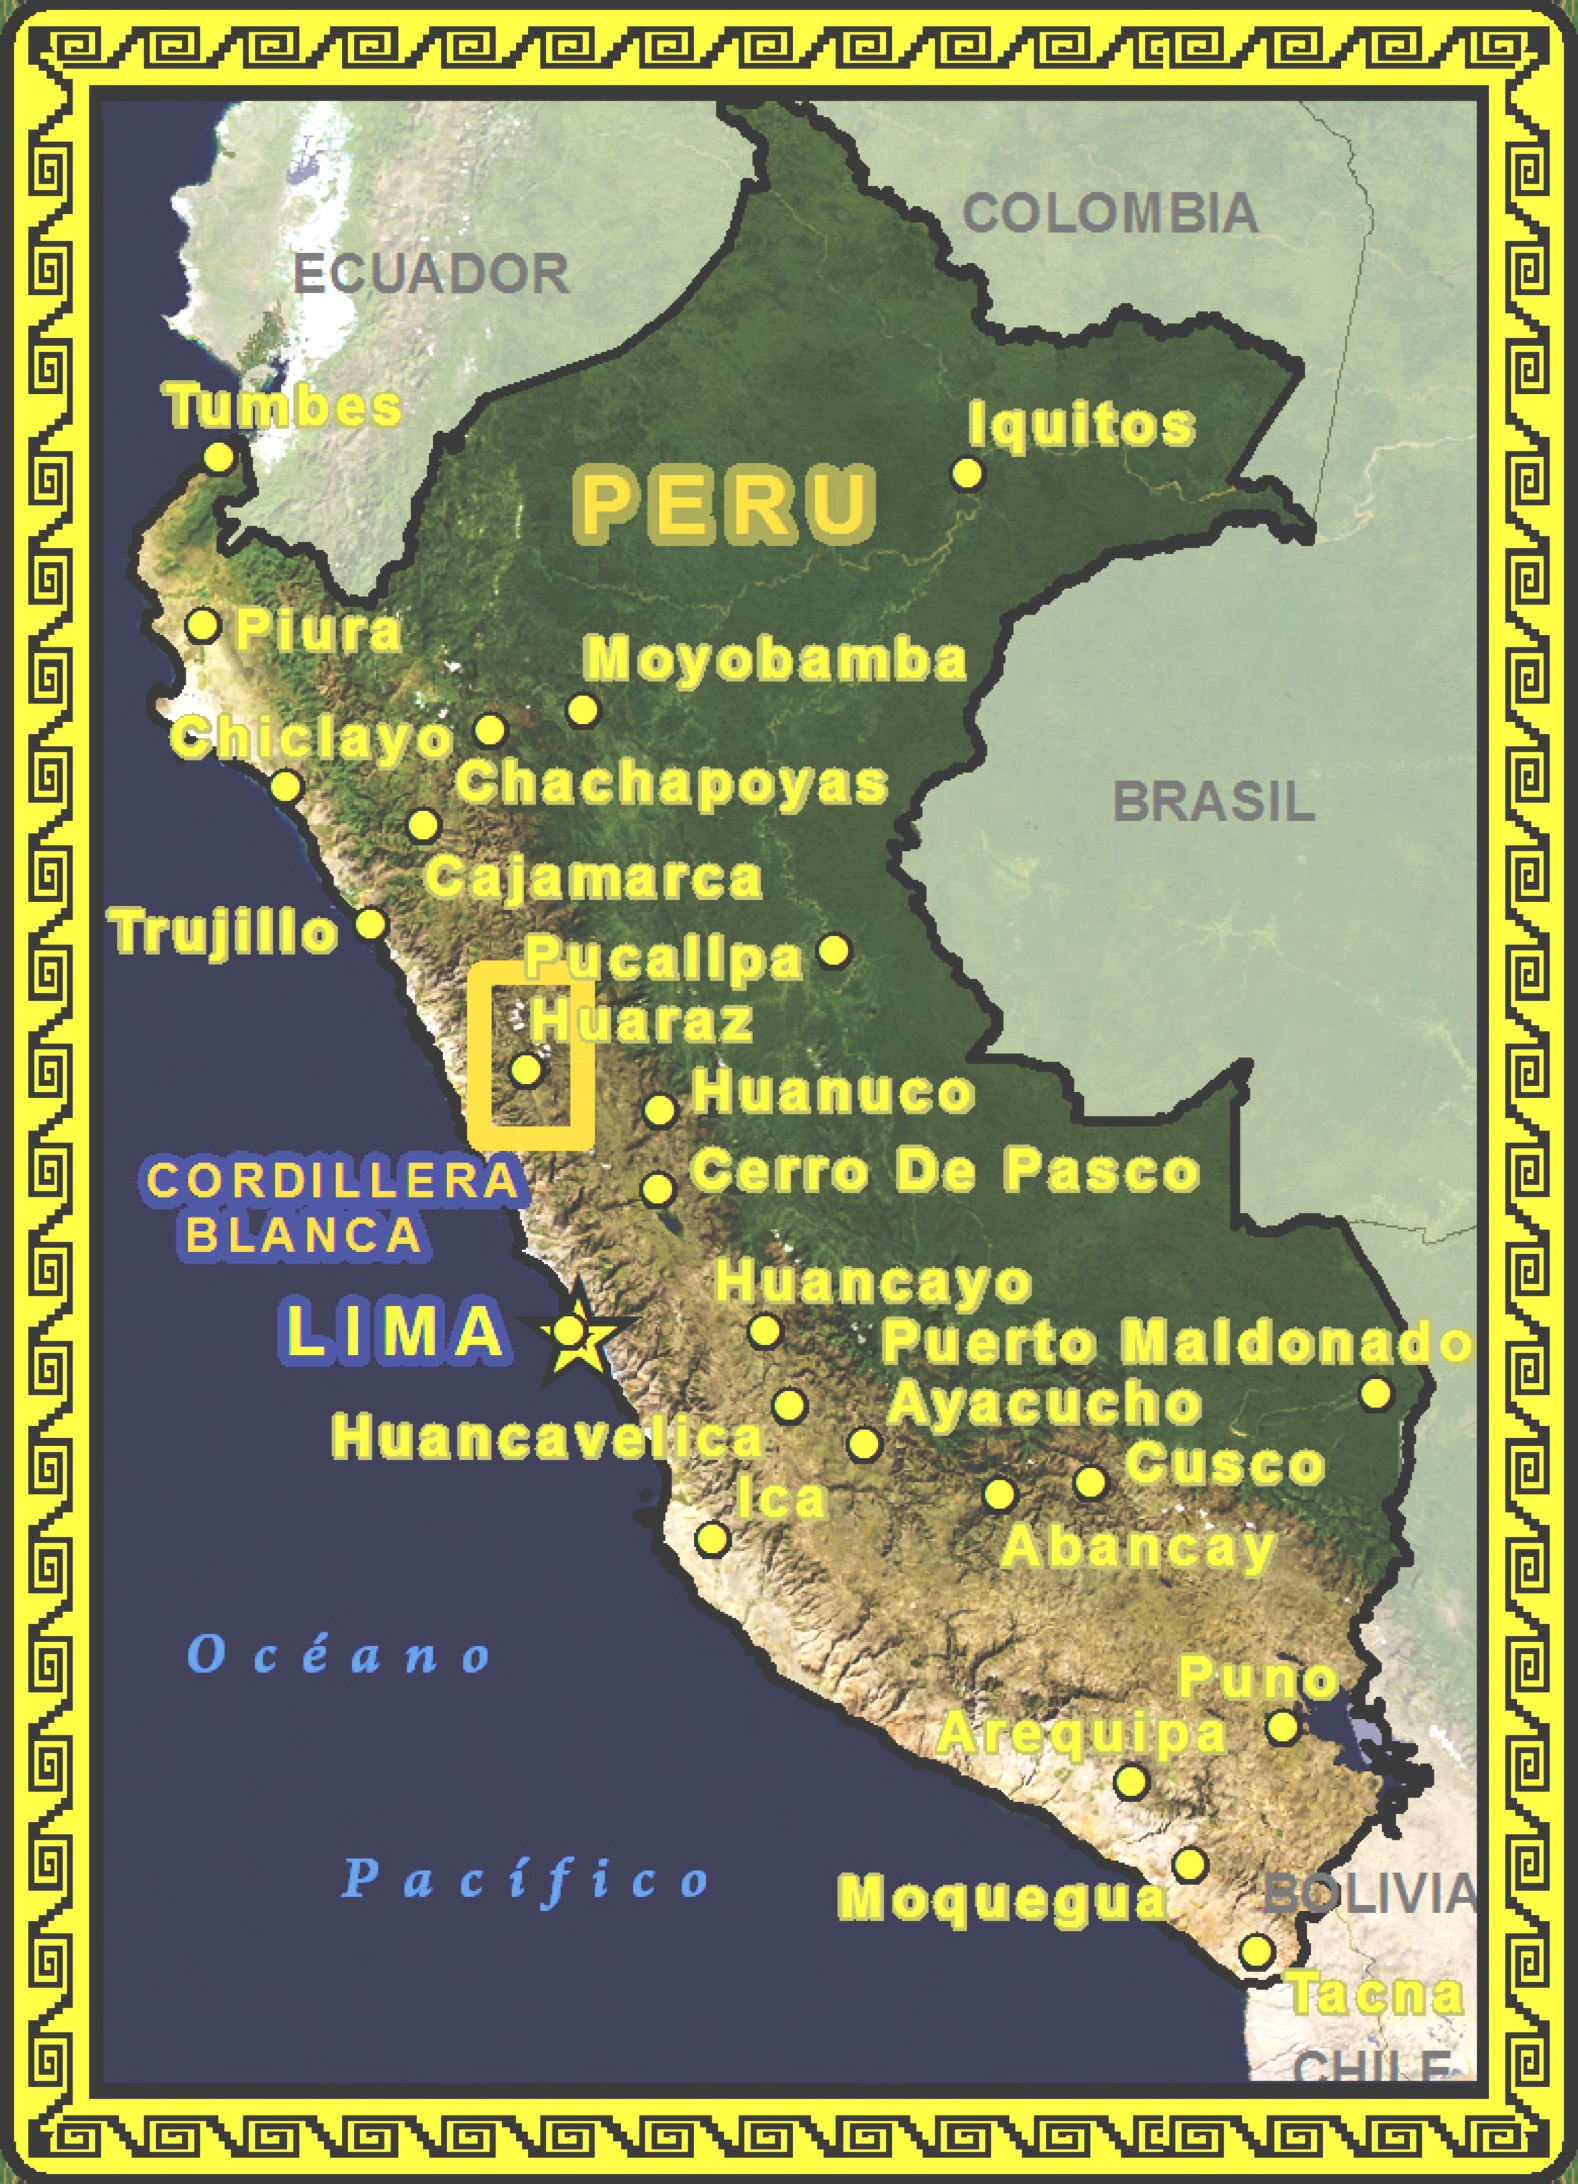 COLOMBIA
ECUADOR
Tumbes
Iquitos
PERU
Piura
Moyobamba
Chiclayo
Chachapoyas
BRASIL
Cajamarca
Trujillo
Pucallpa
Huaraz
Huanuco
Cerro De Pasco
CORDILLERA
BLANCA
Huancayo
LIMA
Puerto Maldonado
Ayacucho
Huancavelica
Cusco
Ica
Abancay
Océano
Puno
Arequipa
Pacífico
Moquegua
BOLIVIA
Tacna
CHILE